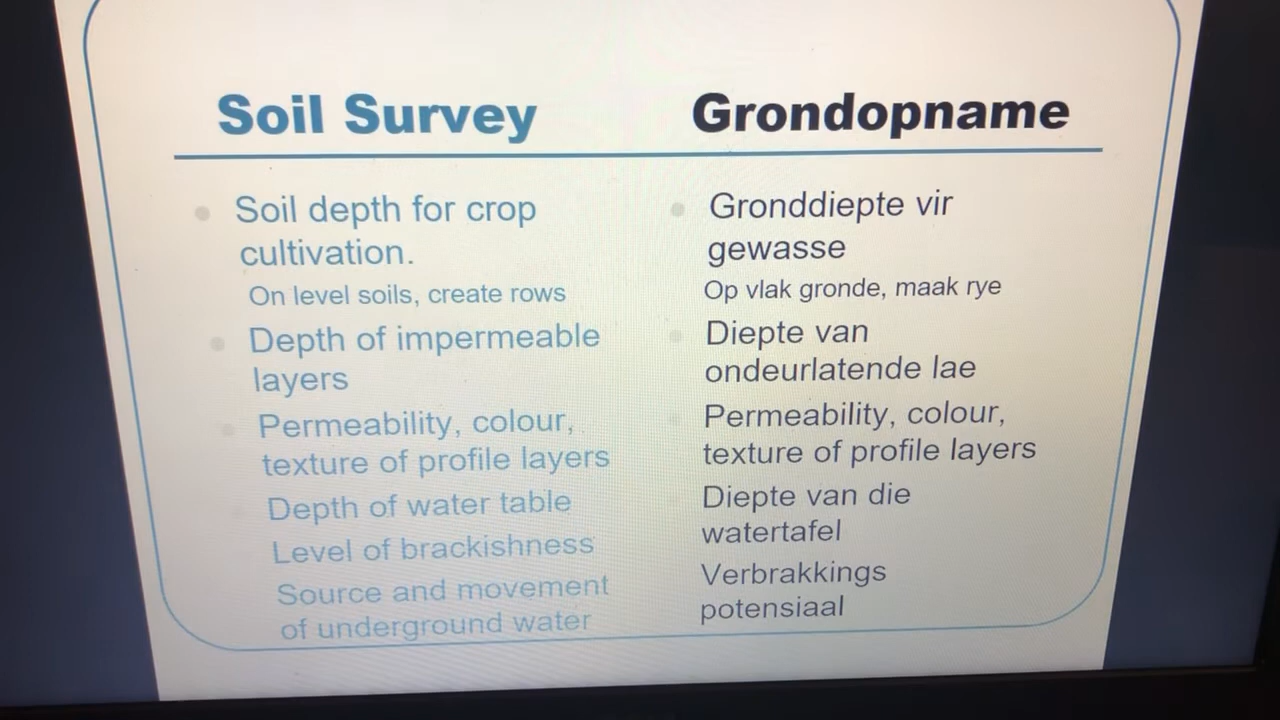 Soil Survey
Soil depth for crop
cultivation.
On level soils, create rows
Depth of impermeable
layers
Permeability, colour,
texture of profile layers
Depth of water table
Level of brackishness
Source and movement
of underground water
Grondopname
Gronddiepte vir
gewasse
Op vlak gronde, maak rye
Diepte van
ondeurlatende lae
Permeability, colour,
texture of profile layers
Diepte van die
watertafel
Verbrakkings
potensiaal